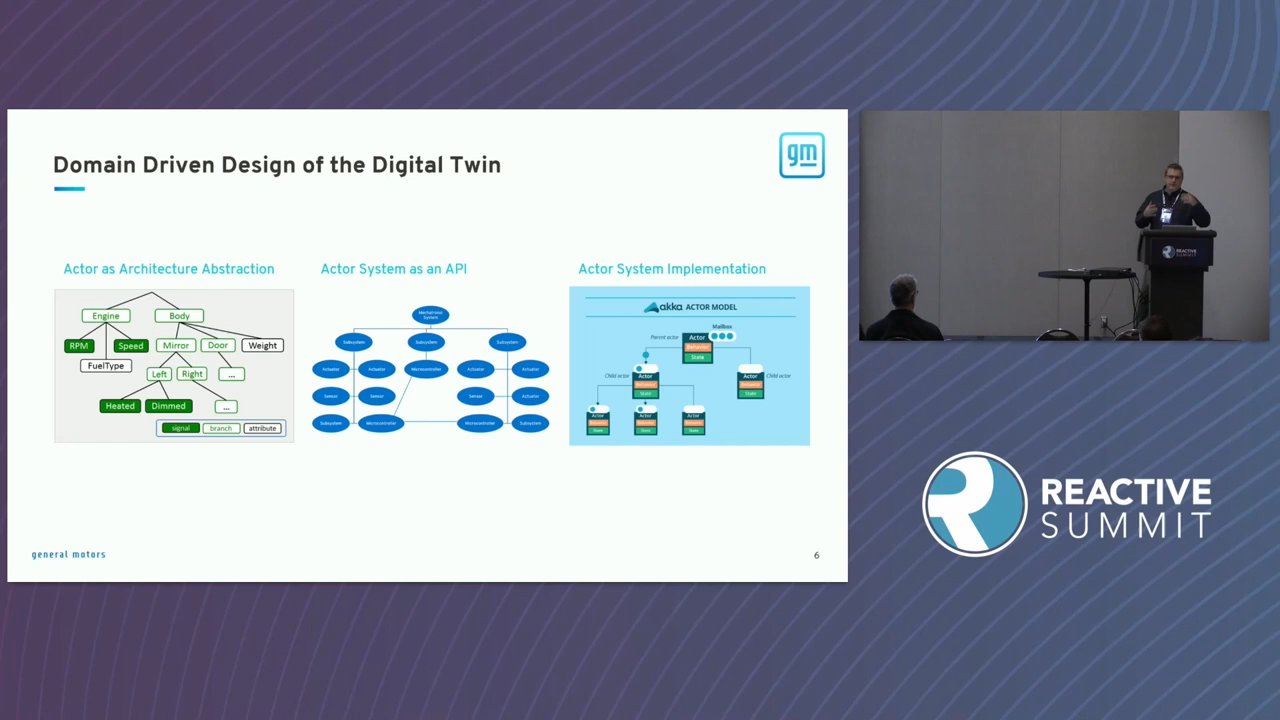 Domain Driven Design of the Digital Twin
gm
Actor as Architecture Abstraction
Engine
Body
RPM
Speed
Mirror
Door
Weight
FuelType
Left
Right
...
Heated
Dimmed
...
signal
branch
attribute
Actor System as an API
Mechatronic
System
Subsystem
Subsystem
Subsystem
Actuator
Actuator
Microcontroller
Actuator
Actuator
Sensor
Sensor
Sensor
Actuator
Subsystem
Microcontroller
Microcontroller
Subsystem
Actor System Implementation
akka ACTOR MODEL
Mailbox
Parent actor
Actor
Behavior
State
Child actor
Actor
Behavior
State
Actor
Behavior
State
Child actor
Actor
Behavior
State
Actor
Behavior
State
Actor
Behavior
State
general motors
6
REACTIVE
SUMMIT
R
REACTIVE
SUMMIT